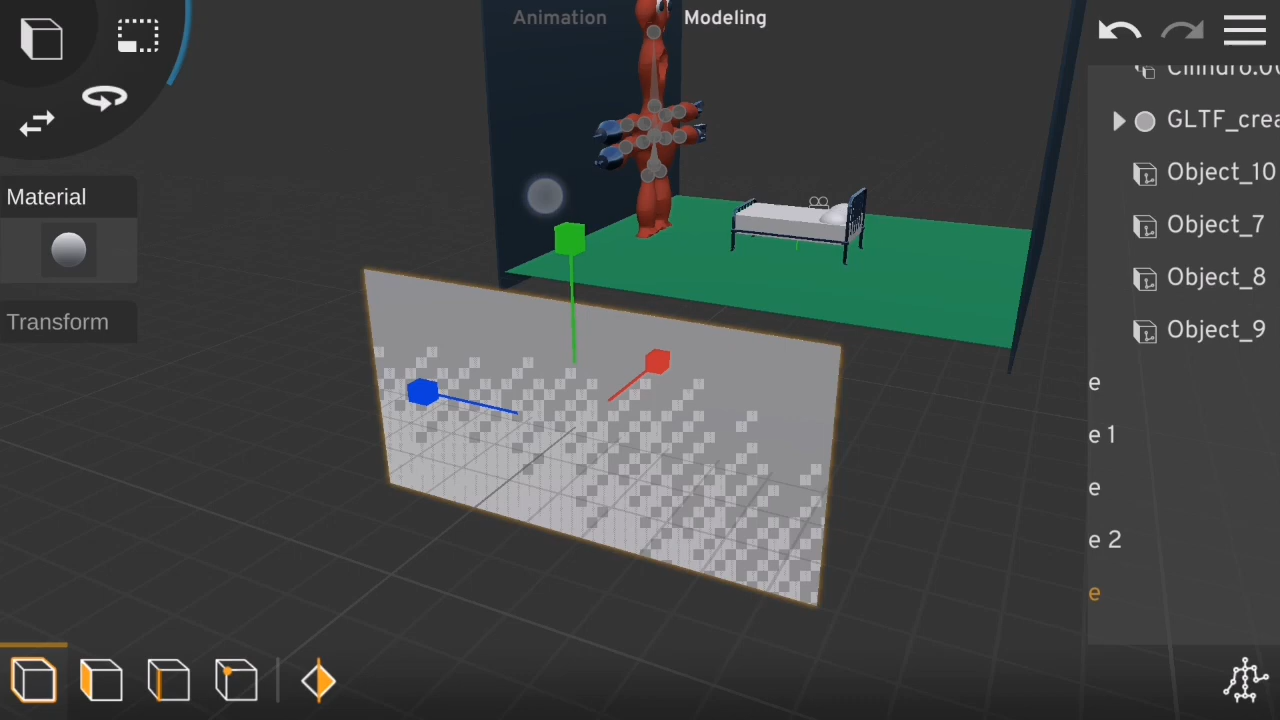 Animation Modeling
GLTF_crea
Material
Object_10
Object_7
Object_8
Transform
Object_9
e
e 1
e
e 2
e